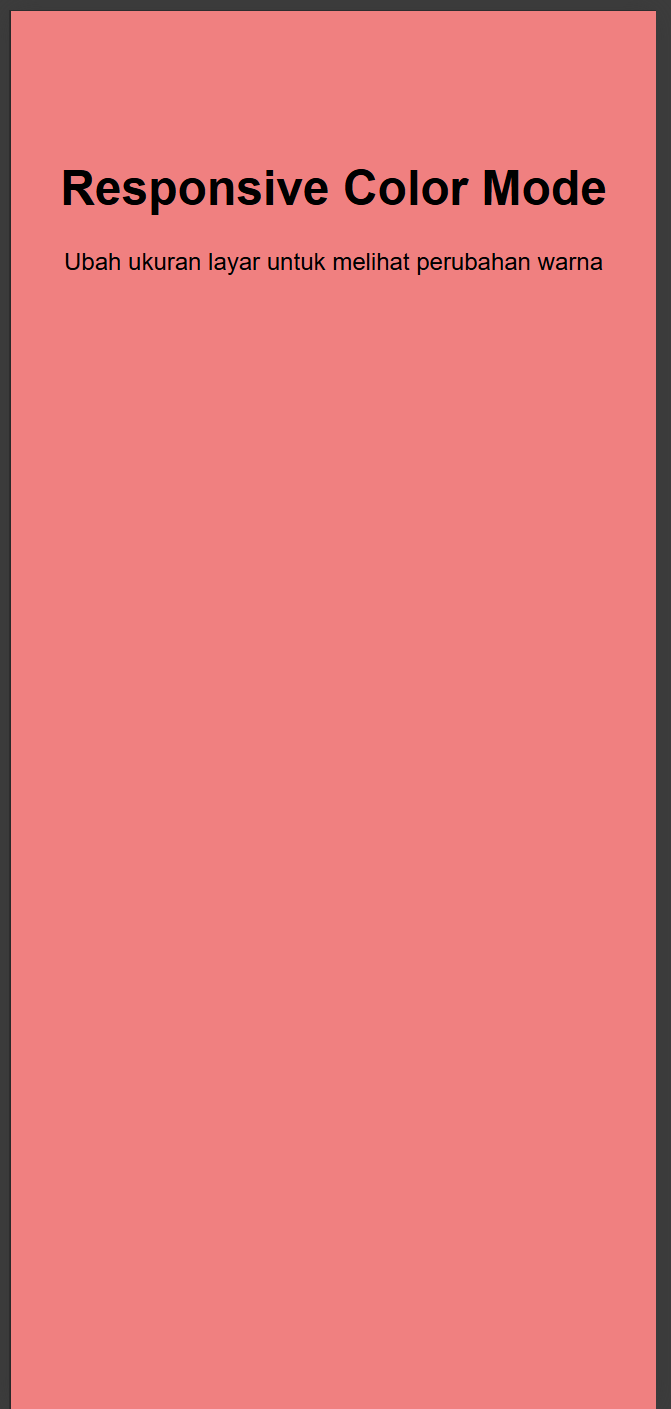 Responsive Color Mode
Ubah ukuran layar untuk melihat perubahan warna